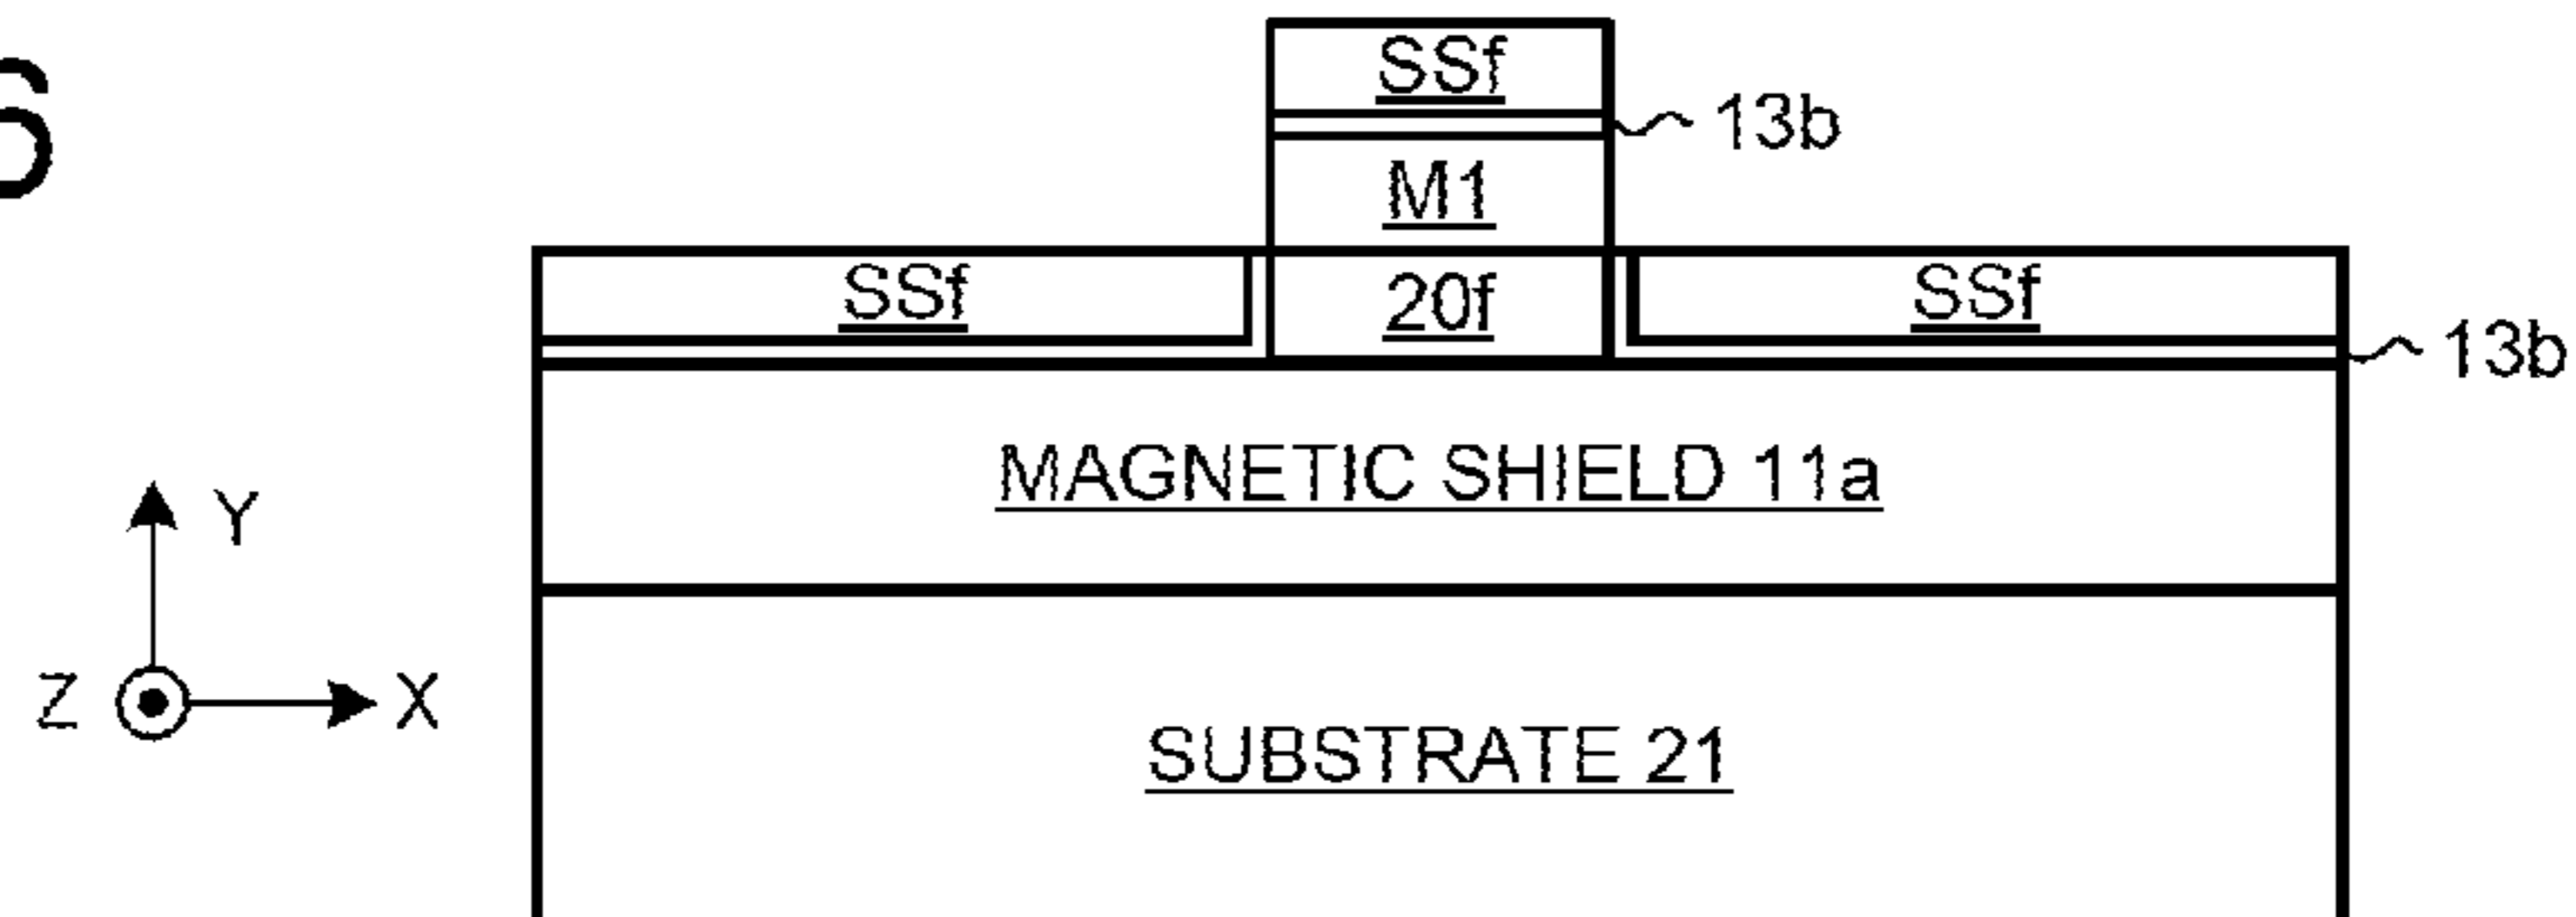 6
SSf
13b
M1
SSf
20f
SSf
13b
MAGNETIC SHIELD 11a
Y
Z
X
SUBSTRATE 21